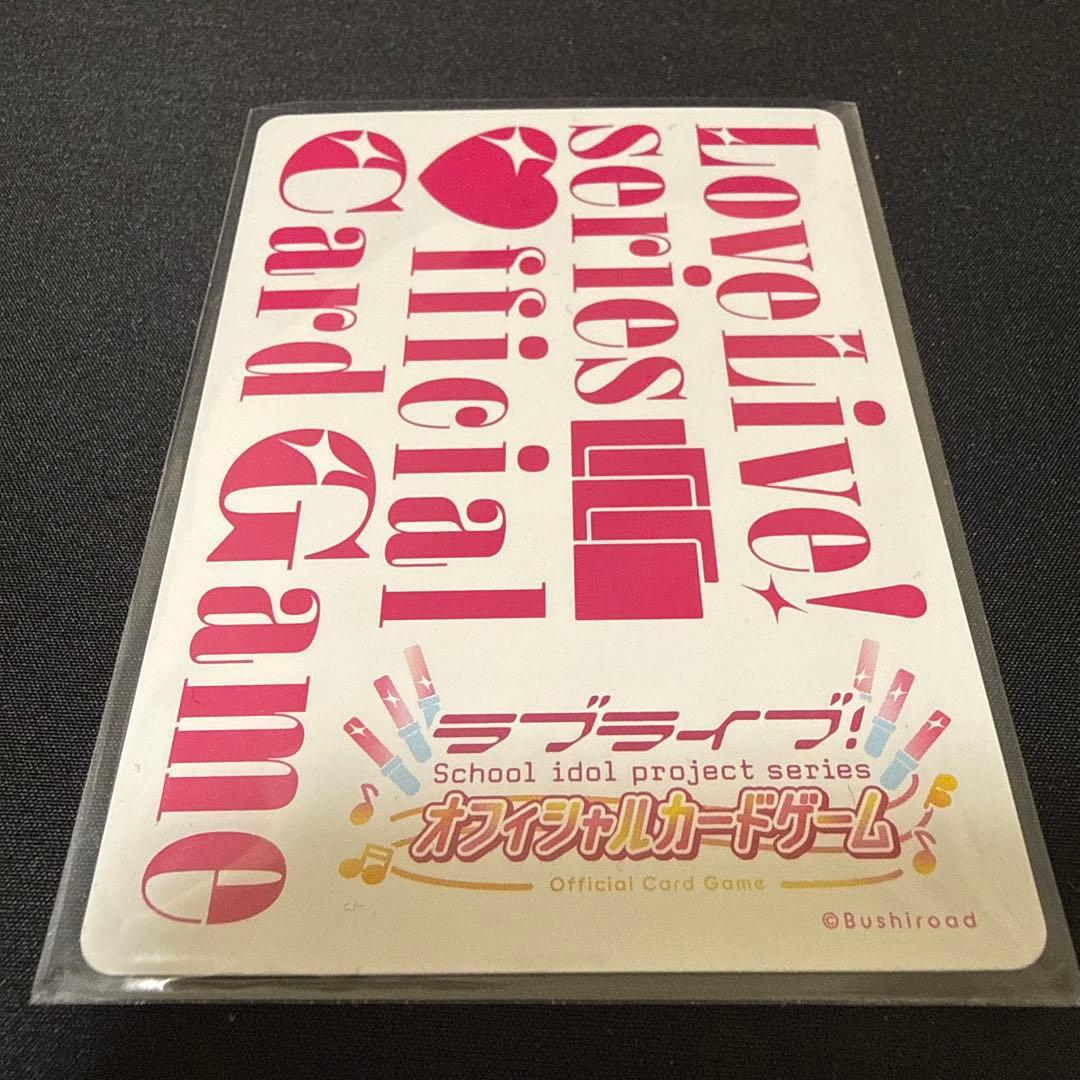 LoveLive!
series
Official
Card Game
ラブライブ!
School idol project series
オフィシャルカードゲーム
Official Card Game
©Bushiroad